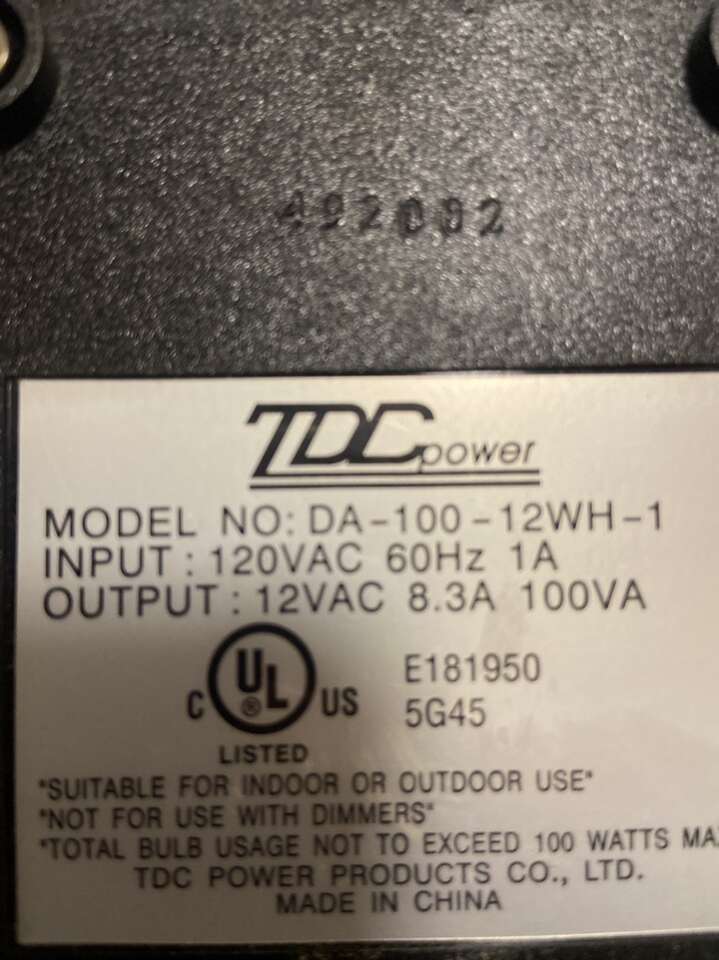 492002
TDC power
MODEL NO: DA-100-12WH-1
INPUT : 120VAC 60Hz 1A
OUTPUT : 12VAC 8.3A 100VA
C UL ® US
LISTED
E181950
5G45
*SUITABLE FOR INDOOR OR OUTDOOR USE*
*NOT FOR USE WITH DIMMERS*
*TOTAL BULB USAGE NOT TO EXCEED 100 WATTS MA
TDC POWER PRODUCTS CO., LTD.
MADE IN CHINA